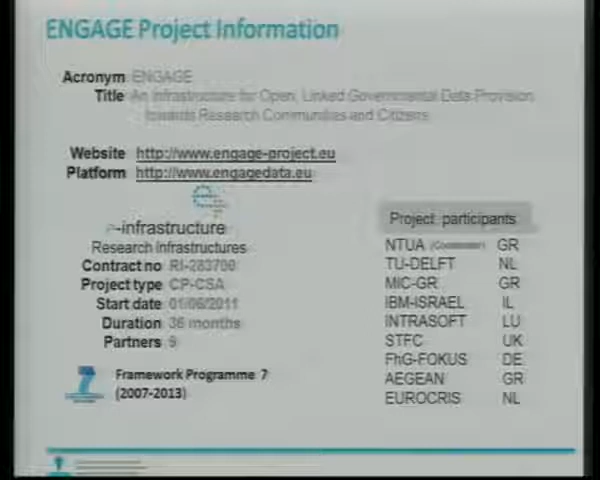 ENGAGE Project Information
Acronym ENGAGE
Title An Infrastructure for Open, Linked Governmental Data Provision
towards Research Communities and Citizens
Website http://www.engage-project.eu
Platform http://www.engagedata.eu
e-infrastructure
Research Infrastructures
Contract no RI-283700
Project type CP-CSA
Start date 01/06/2011
Duration 36 months
Partners 9
Framework Programme 7
(2007-2013)
Project participants
NTUA (Coordinator) GR
TU-DELFT NL
MIC-GR GR
IBM-ISRAEL IL
INTRASOFT LU
STFC UK
FhG-FOKUS DE
AEGEAN GR
EUROCRIS NL